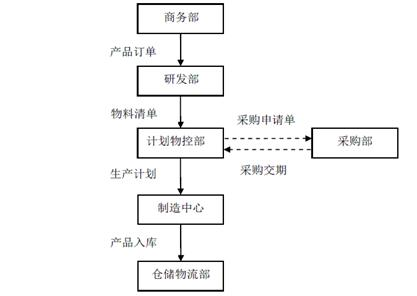 商务部
产品订单
研发部
物料清单
采购申请单
计划物控部
采购部
采购交期
生产计划
制造中心
产品入库
仓储物流部